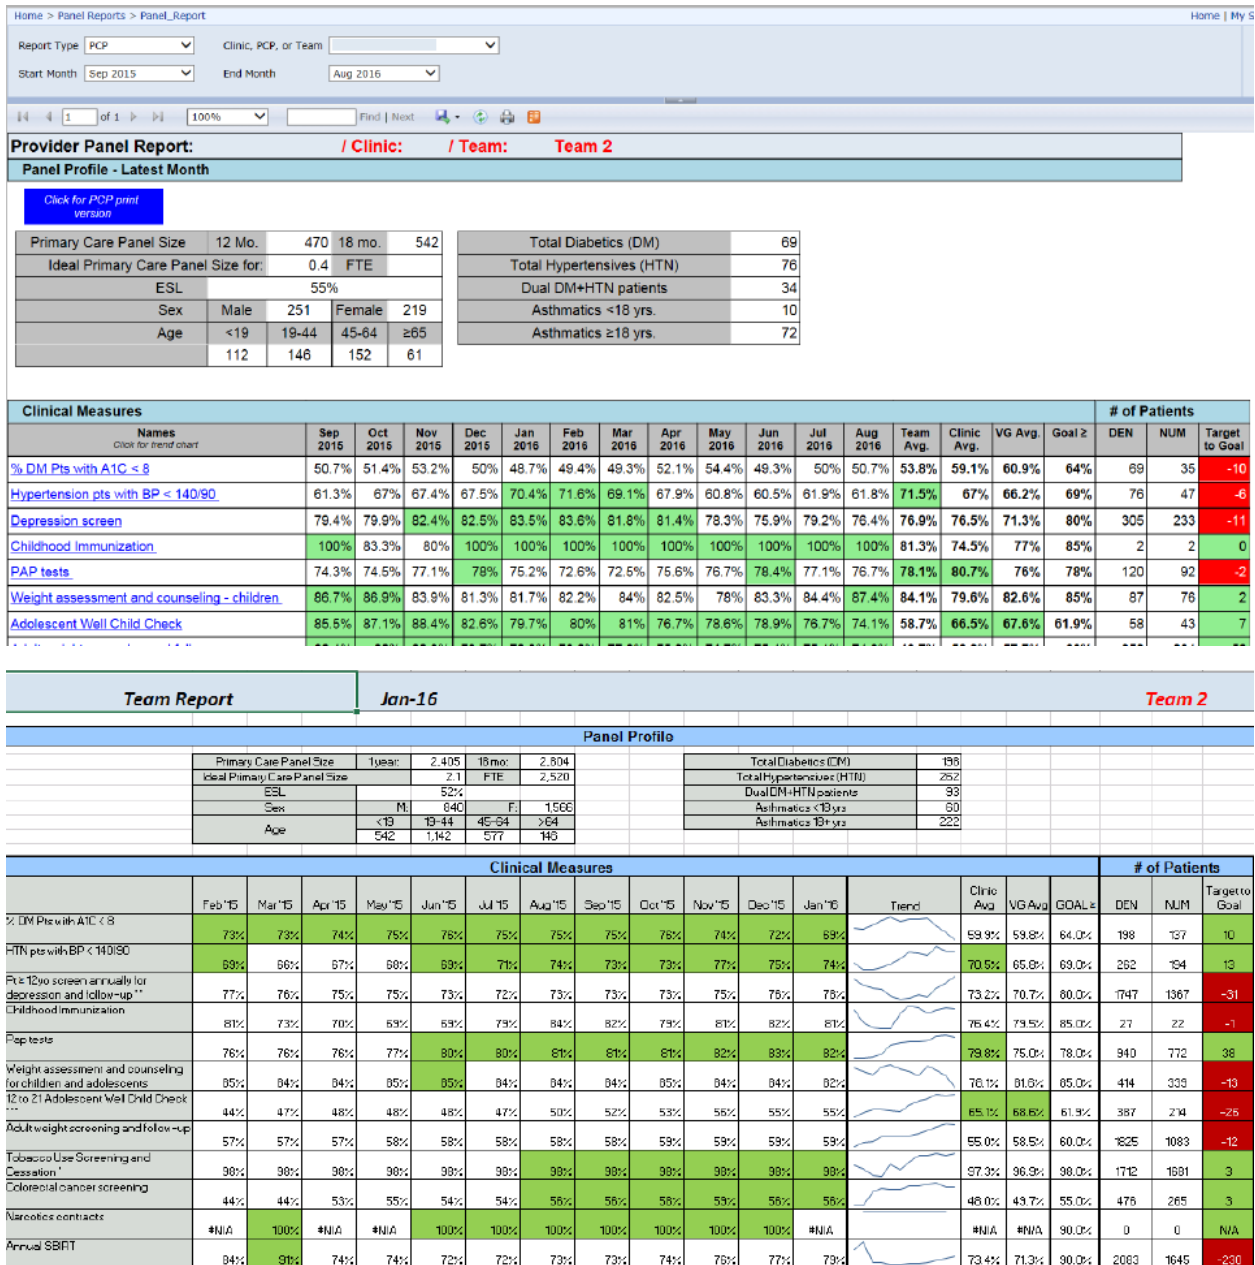 Home > Panel Reports > Panel_Report Home | My S
Report Type PCP Clinic, PCP, or Team
Start Month Sep 2015 End Month Aug 2016
1 of 1 100% Find | Next
Provider Panel Report: / Clinic: / Team: Team 2
Panel Profile - Latest Month
Click for PCP print
version
Primary Care Panel Size 12 Mo. 470 18 mo. 542 Total Diabetics (DM) 69
Ideal Primary Care Panel Size for: 0.4 FTE Total Hypertensives (HTN) 76
ESL 55% Dual DM+HTN patients 34
Sex Male 251 Female 219 Asthmatics <18 yrs. 10
Age <19 19-44 45-64 ≥65 Asthmatics ≥18 yrs. 72
112 146 152 61
Clinical Measures # of Patients
Names Sep Oct Nov Dec Jan Feb Mar Apr May Jun Jul Aug Team Clinic VG Avg. Goal ≥ DEN NUM Target
Click for trend chart 2015 2015 2015 2015 2016 2016 2016 2016 2016 2016 2016 2016 Avg. Avg. to Goal
% DM Pts with A1C < 8 50.7% 51.4% 53.2% 50% 48.7% 49.4% 49.3% 52.1% 54.4% 49.3% 50% 50.7% 53.8% 59.1% 60.9% 64% 69 35 -10
Hypertension pts with BP < 140/90 61.3% 67% 67.4% 67.5% 70.4% 71.6% 69.1% 67.9% 60.8% 60.5% 61.9% 61.8% 71.5% 67% 66.2% 69% 76 47 -6
Depression screen 79.4% 79.9% 82.4% 82.5% 83.5% 83.6% 81.8% 81.4% 78.3% 75.9% 79.2% 76.4% 76.9% 76.5% 71.3% 80% 305 233 -11
Childhood Immunization 100% 83.3% 80% 100% 100% 100% 100% 100% 100% 100% 100% 100% 81.3% 74.5% 77% 85% 2 2 0
PAP tests 74.3% 74.5% 77.1% 78% 75.2% 72.6% 72.5% 75.6% 76.7% 78.4% 77.1% 76.7% 78.1% 80.7% 76% 78% 120 92 -2
Weight assessment and counseling - children 86.7% 86.9% 83.9% 81.3% 81.7% 82.2% 84% 82.5% 78% 83.3% 84.4% 87.4% 84.1% 79.6% 82.6% 85% 87 76 2
Adolescent Well Child Check 85.5% 87.1% 88.4% 82.6% 79.7% 80% 81% 76.7% 78.6% 78.9% 76.7% 74.1% 58.7% 66.5% 67.6% 61.9% 58 43 7
Team Report Jan-16 Team 2
Panel Profile
Primary Care Panel Size 1 year: 2,405 18 mo: 2,804 Total Diabetics (DM) 198
Ideal Primary Care Panel Size 2.1 FTE 2,520 Total Hypertensives (HTN) 262
ESL 52% Dual DM+HTN patients 93
Sex M: 840 F: 1,566 Asthmatics <18 yrs 60
Age <19 19-44 45-64 >64 Asthmatics 18+ yrs 222
542 1,142 577 146
Clinical Measures # of Patients
Feb'15 Mar'15 Apr'15 May'15 Jun'15 Jul'15 Aug'15 Sep'15 Oct'15 Nov'15 Dec'15 Jan'16 Trend Clinic Avg VG Avg GOAL ≥ DEN NUM Target to Goal
% DM Pts with A1C < 8 73% 73% 74% 75% 76% 75% 75% 75% 76% 74% 72% 69% 59.9% 59.8% 64.0% 198 137 10
HTN pts with BP < 140/90 69% 66% 67% 68% 69% 71% 74% 73% 73% 77% 75% 74% 70.5% 65.8% 69.0% 262 194 13
Pt ≥ 12yo screen annually for
depression and follow-up ** 77% 76% 75% 75% 73% 72% 73% 73% 73% 75% 76% 78% 73.2% 70.7% 80.0% 1747 1367 -31
Childhood Immunization 81% 73% 70% 69% 69% 79% 84% 82% 79% 81% 82% 81% 76.4% 79.5% 85.0% 27 22 -1
Pap tests 76% 76% 76% 77% 80% 80% 81% 81% 81% 82% 83% 82% 79.8% 75.0% 78.0% 940 772 38
Weight assessment and counseling
for children and adolescents 85% 84% 84% 85% 85% 84% 84% 84% 85% 84% 84% 82% 78.1% 81.6% 85.0% 414 339 -13
12 to 21 Adolescent Well Child Check
*** 44% 47% 48% 48% 48% 47% 50% 52% 53% 56% 55% 55% 65.1% 68.6% 61.9% 387 214 -26
Adult weight screening and follow-up 57% 57% 57% 58% 58% 58% 58% 58% 59% 59% 59% 59% 55.0% 58.5% 60.0% 1825 1083 -12
Tobacco Use Screening and
Cessation * 98% 98% 98% 98% 98% 98% 98% 98% 98% 98% 98% 98% 97.3% 96.9% 98.0% 1712 1681 3
Colorectal cancer screening 44% 44% 53% 55% 54% 54% 56% 56% 56% 59% 56% 56% 48.0% 49.7% 55.0% 476 265 3
Narcotics contracts #N/A 100% #N/A #N/A 100% 100% 100% 100% 100% 100% 100% #N/A #N/A #N/A 90.0% 0 0 N/A
Annual SBIRT 84% 91% 74% 74% 72% 72% 73% 73% 74% 76% 77% 79% 73.4% 71.3% 90.0% 2083 1645 -230